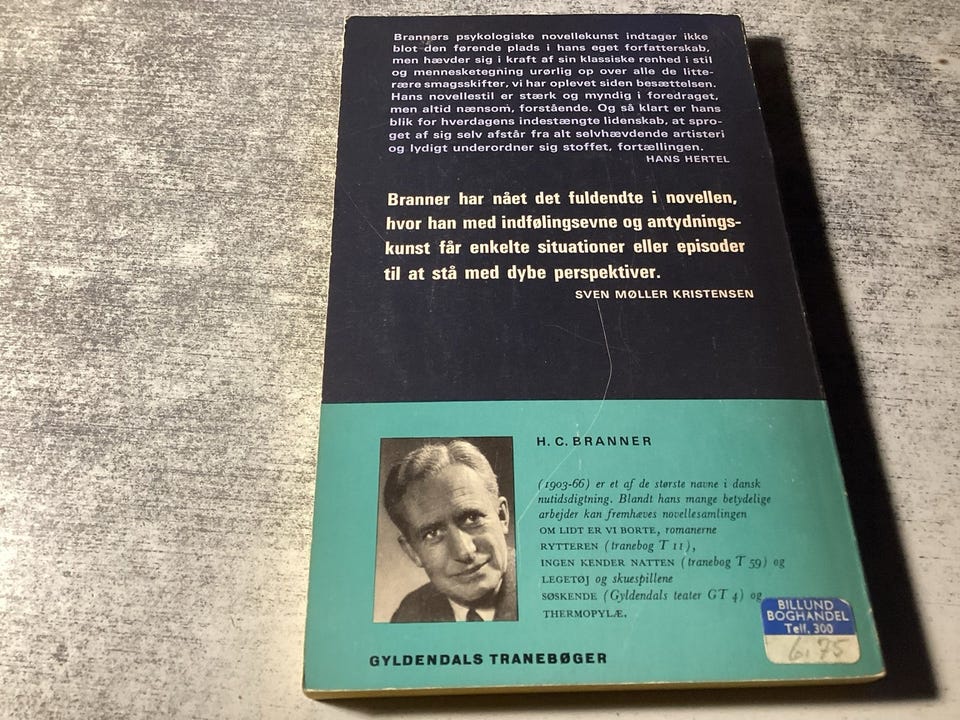 Branners psykologiske novellekunst indtager ikke
blot den førende plads i hans eget forfatterskab,
men hævder sig i kraft af sin klassiske renhed i stil
og mennesketegning urørlig op over alle de litte-
rære smagsskifter, vi har oplevet siden besættelsen.
Hans novellestil er stærk og myndig i foredraget,
men altid nænsom, forstående. Og så klart er hans
blik for hverdagens indestængte lidenskab, at spro-
get af sig selv afstår fra alt selvhævdende artisteri
og lydigt underordner sig stoffet, fortællingen.
HANS HERTEL
Branner har nået det fuldendte i novellen,
hvor han med indfølingsevne og antydnings-
kunst får enkelte situationer eller episoder
til at stå med dybe perspektiver.
SVEN MØLLER KRISTENSEN
H. C. BRANNER
(1903-66) er et af de største navne i dansk
nutidsdigtning. Blandt hans mange betydelige
arbejder kan fremhæves novellesamlingen
OM LIDT ER VI BORTE, romanerne
RYTTEREN (tranebog T 11),
INGEN KENDER NATTEN (tranebog T 59) og
LEGETØJ og skuespillene
SØSKENDE (Gyldendals teater GT 4) og
THERMOPYLÆ.
BILLUND
BOGHANDEL
Telf. 300
6.75
GYLDENDALS TRANEBØGER